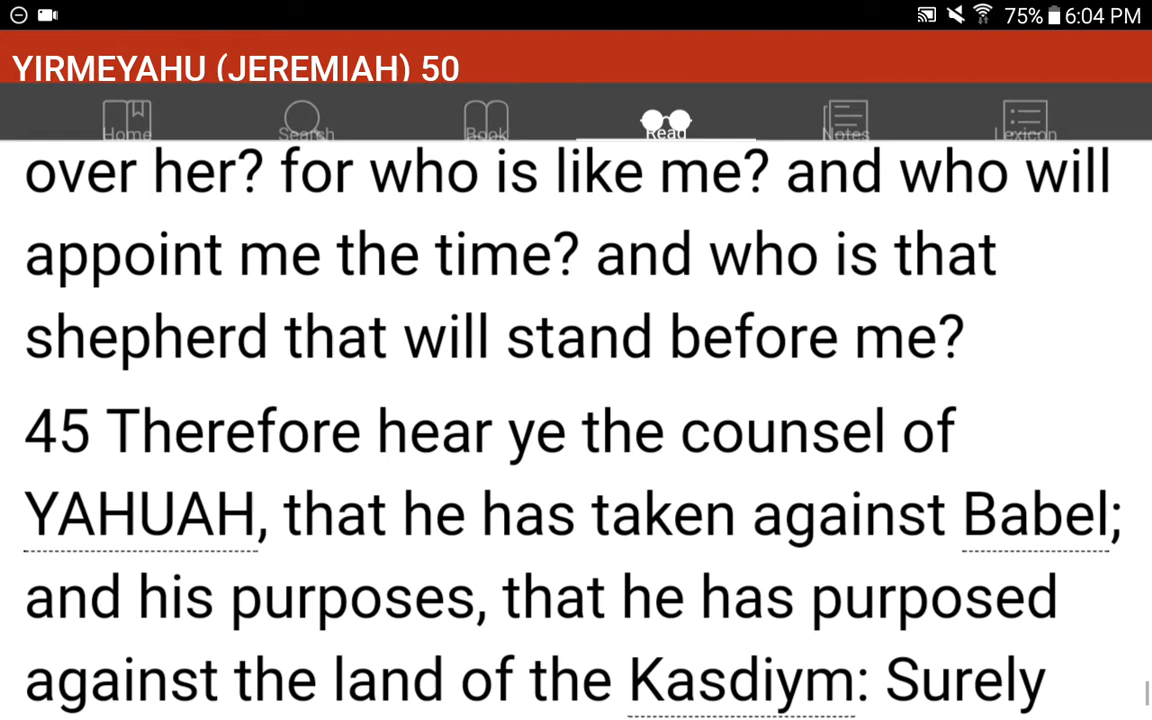 75% 6:04 PM
YIRMEYAHU (JEREMIAH) 50
Home Search Book Read Notes Lexicon
over her? for who is like me? and who will
appoint me the time? and who is that
shepherd that will stand before me?
45 Therefore hear ye the counsel of
YAHUAH, that he has taken against Babel;
and his purposes, that he has purposed
against the land of the Kasdiym: Surely